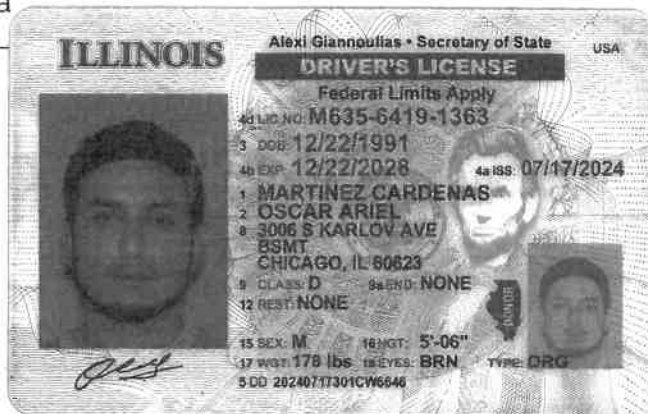 a
ILLINOIS
Alexi Giannoulias • Secretary of State
USA
DRIVER'S LICENSE
Federal Limits Apply
4d LIC NO: M635-6419-1363
3 DOB: 12/22/1991
4b EXP: 12/22/2028 4a ISS: 07/17/2024
1 MARTINEZ CARDENAS
2 OSCAR ARIEL
8 3006 S KARLOV AVE
BSMT
CHICAGO, IL 60623
9 CLASS: D 9a END: NONE
12 REST: NONE
DONOR
15 SEX: M 16 HGT: 5'-06"
17 WGT: 178 lbs 18 EYES: BRN TYPE: ORG
5 DD 20240717301CW6646